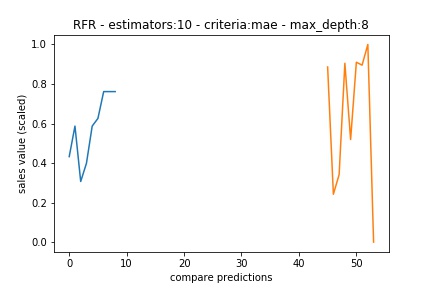 RFR - estimators:10 - criteria:mae - max_depth:8
1.0
0.8
0.6
0.4
0.2
0.0
sales value (scaled)
0 10 20 30 40 50
compare predictions